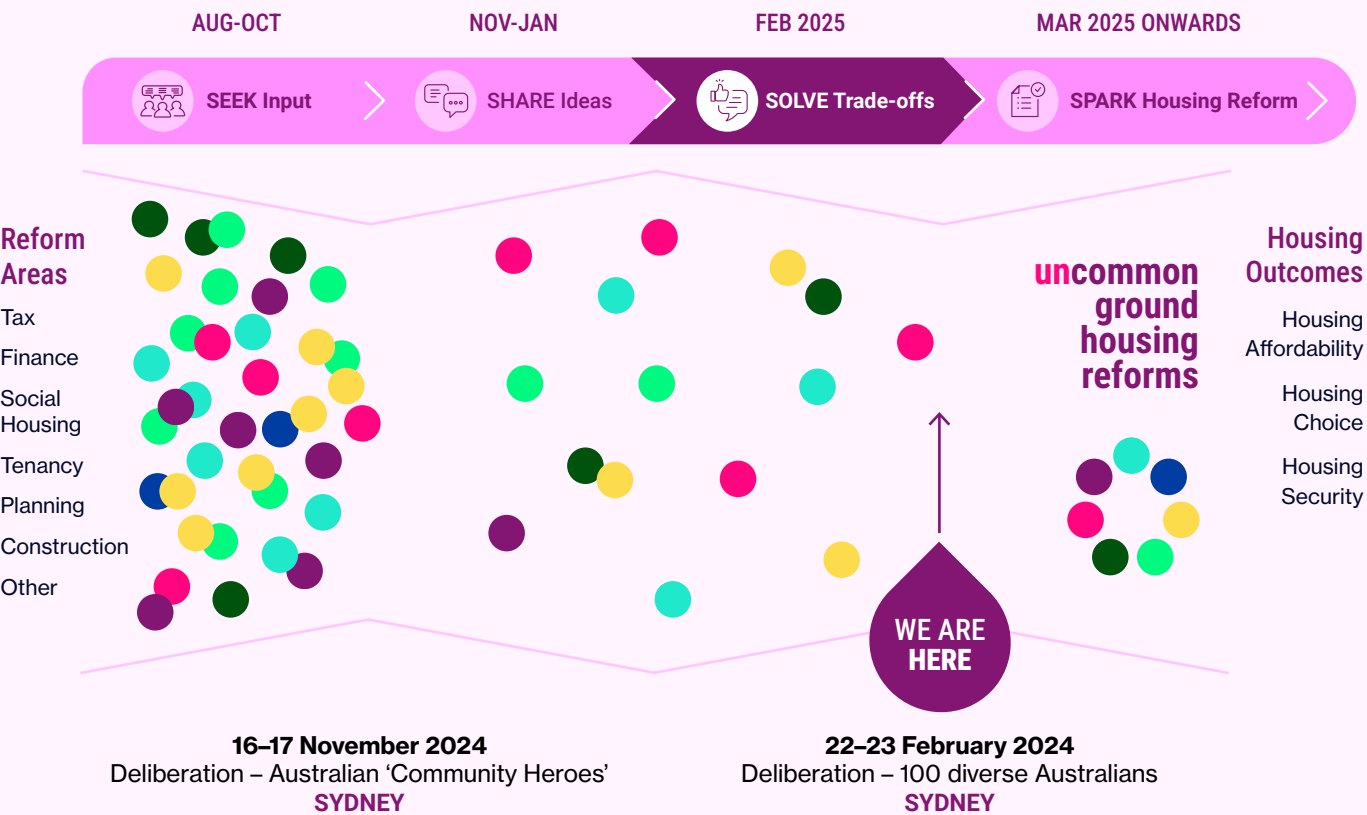 AUG-OCT
NOV-JAN
FEB 2025
MAR 2025 ONWARDS
SEEK Input
SHARE Ideas
SOLVE Trade-offs
SPARK Housing Reform
Reform
Areas
Tax
Finance
Social
Housing
Tenancy
Planning
Construction
Other
uncommon
ground
housing
reforms
Housing
Outcomes
Housing
Affordability
Housing
Choice
Housing
Security
WE ARE
HERE
16–17 November 2024
Deliberation – Australian ‘Community Heroes’
SYDNEY
22–23 February 2024
Deliberation – 100 diverse Australians
SYDNEY